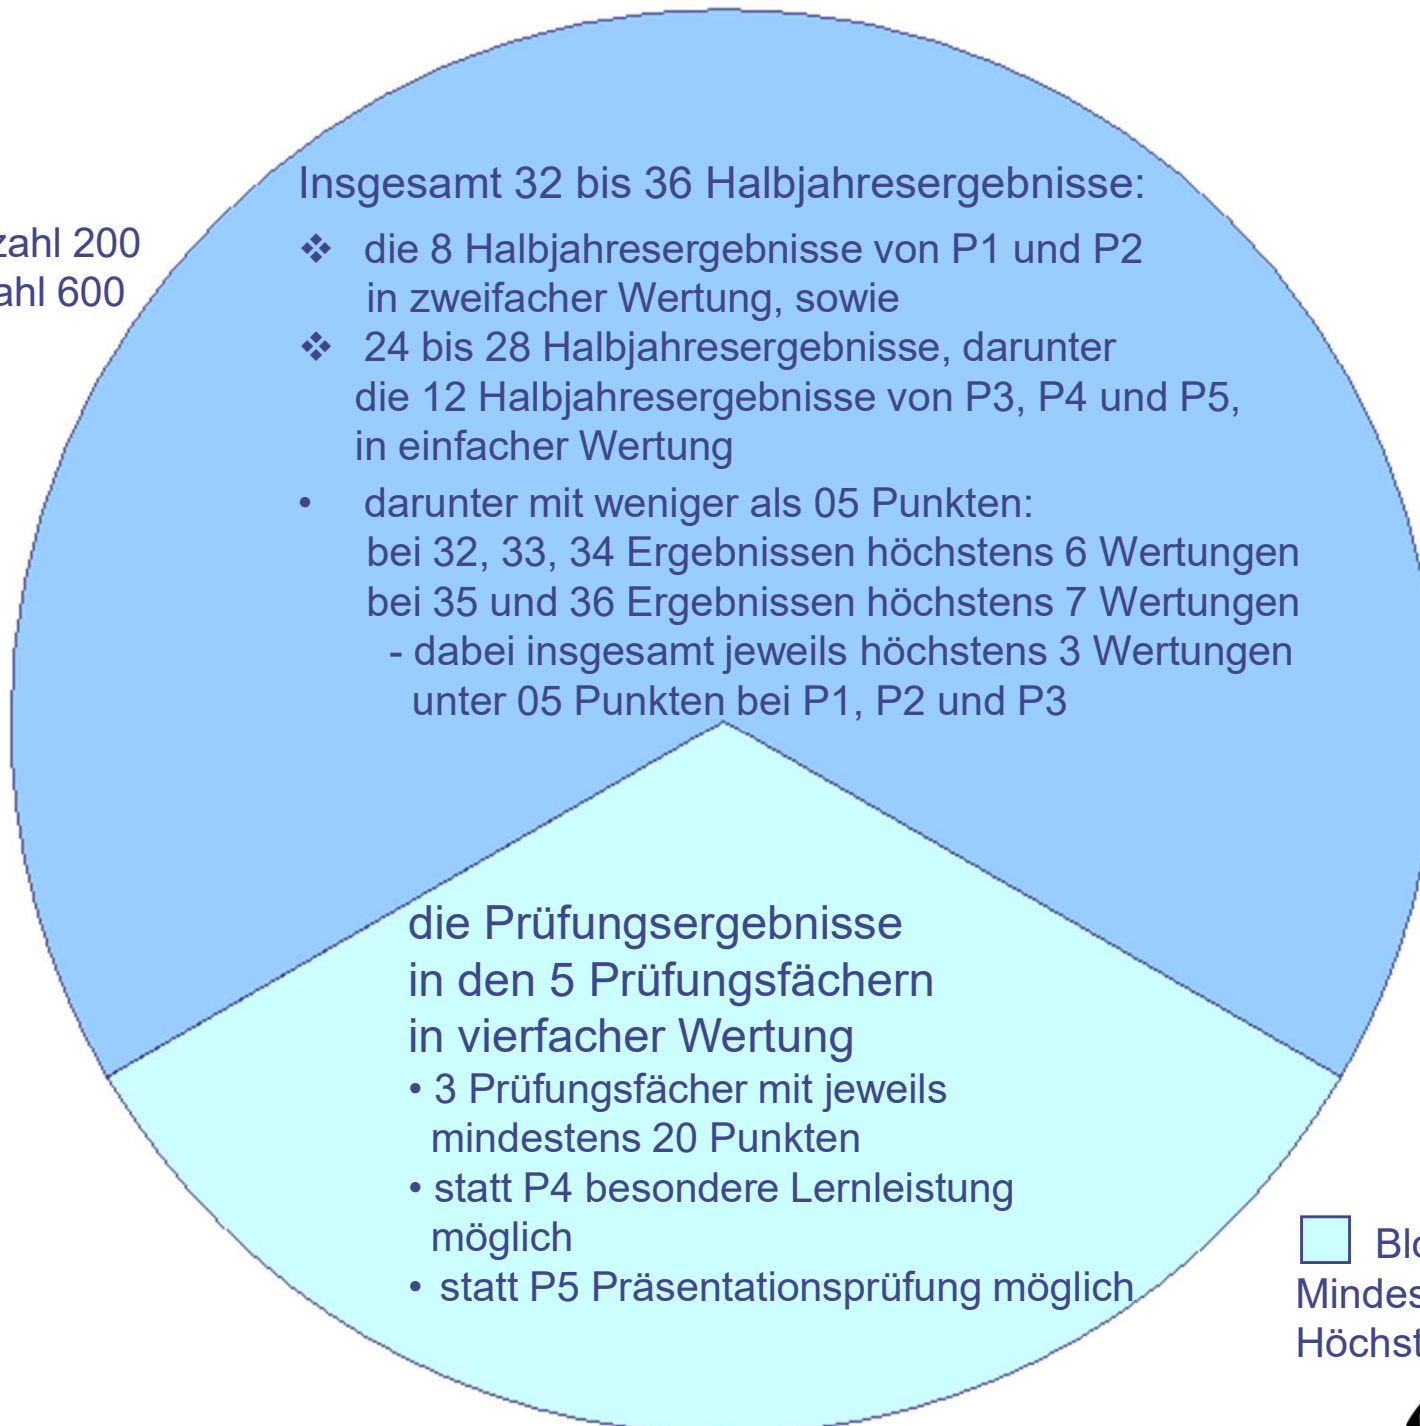 Insgesamt 32 bis 36 Halbjahresergebnisse:
zahl 200
ahl 600
❖ die 8 Halbjahresergebnisse von P1 und P2
in zweifacher Wertung, sowie
❖ 24 bis 28 Halbjahresergebnisse, darunter
die 12 Halbjahresergebnisse von P3, P4 und P5,
in einfacher Wertung
• darunter mit weniger als 05 Punkten:
bei 32, 33, 34 Ergebnissen höchstens 6 Wertungen
bei 35 und 36 Ergebnissen höchstens 7 Wertungen
- dabei insgesamt jeweils höchstens 3 Wertungen
unter 05 Punkten bei P1, P2 und P3
die Prüfungsergebnisse
in den 5 Prüfungsfächern
in vierfacher Wertung
• 3 Prüfungsfächer mit jeweils
mindestens 20 Punkten
• statt P4 besondere Lernleistung
möglich
• statt P5 Präsentationsprüfung möglich
Blo
Mindes
Höchst